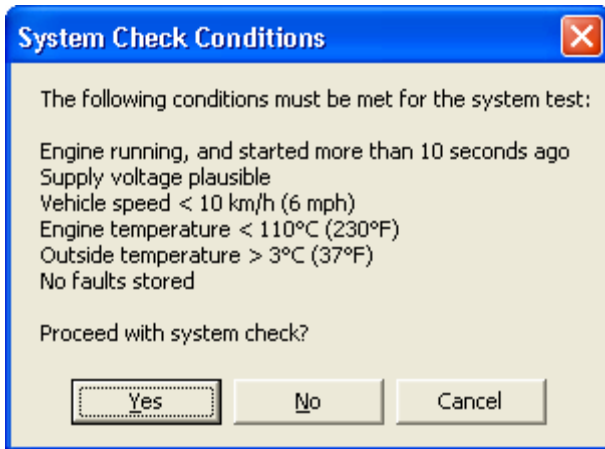 System Check Conditions
The following conditions must be met for the system test:
Engine running, and started more than 10 seconds ago
Supply voltage plausible
Vehicle speed < 10 km/h (6 mph)
Engine temperature < 110°C (230°F)
Outside temperature > 3°C (37°F)
No faults stored
Proceed with system check?
Yes No Cancel